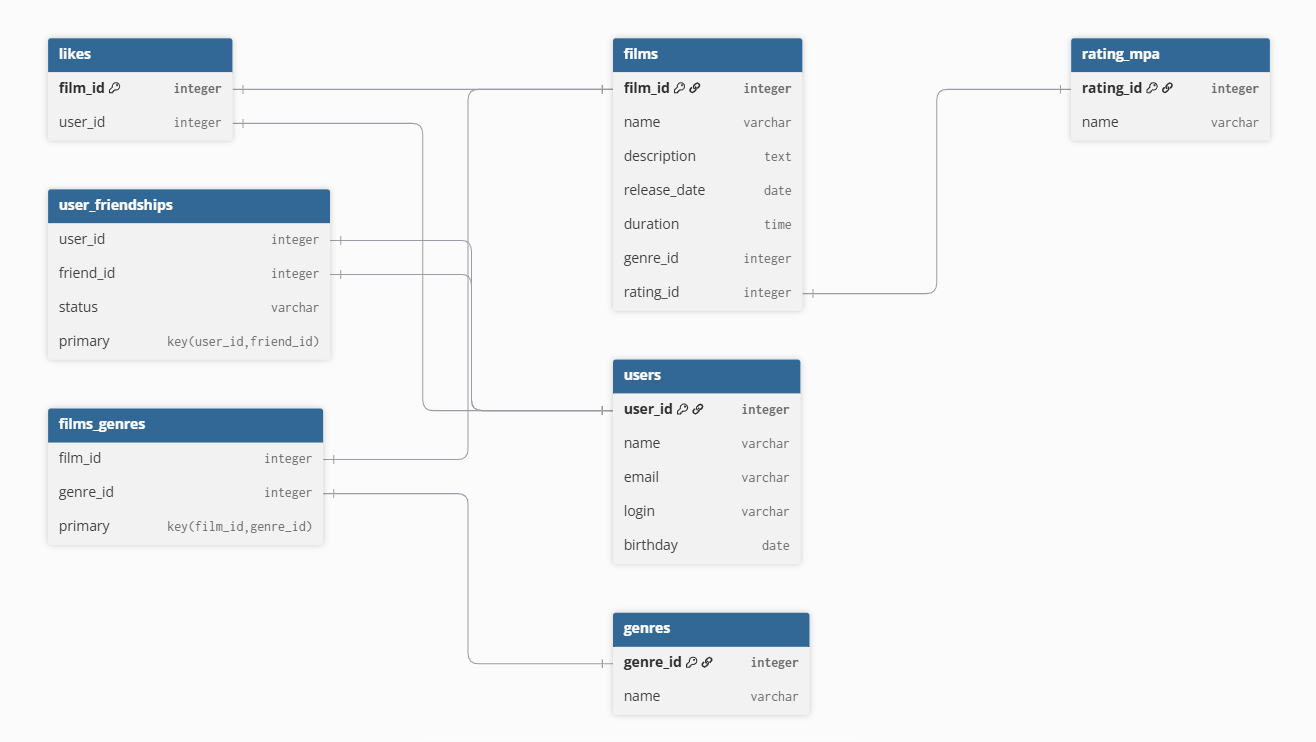 likes
film_id integer
user_id integer
user_friendships
user_id integer
friend_id integer
status varchar
primary key(user_id,friend_id)
films_genres
film_id integer
genre_id integer
primary key(film_id,genre_id)
films
film_id integer
name varchar
description text
release_date date
duration time
genre_id integer
rating_id integer
users
user_id integer
name varchar
email varchar
login varchar
birthday date
genres
genre_id integer
name varchar
rating_mpa
rating_id integer
name varchar